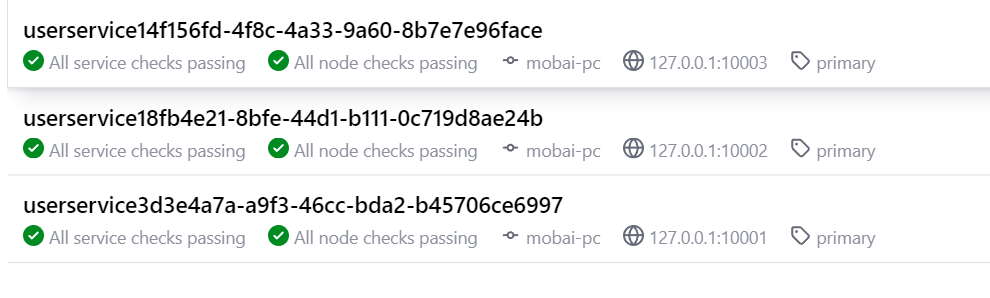 userservice14f156fd-4f8c-4a33-9a60-8b7e7e96face
All service checks passing All node checks passing mobai-pc 127.0.0.1:10003 primary
userservice18fb4e21-8bfe-44d1-b111-0c719d8ae24b
All service checks passing All node checks passing mobai-pc 127.0.0.1:10002 primary
userservice3d3e4a7a-a9f3-46cc-bda2-b45706ce6997
All service checks passing All node checks passing mobai-pc 127.0.0.1:10001 primary